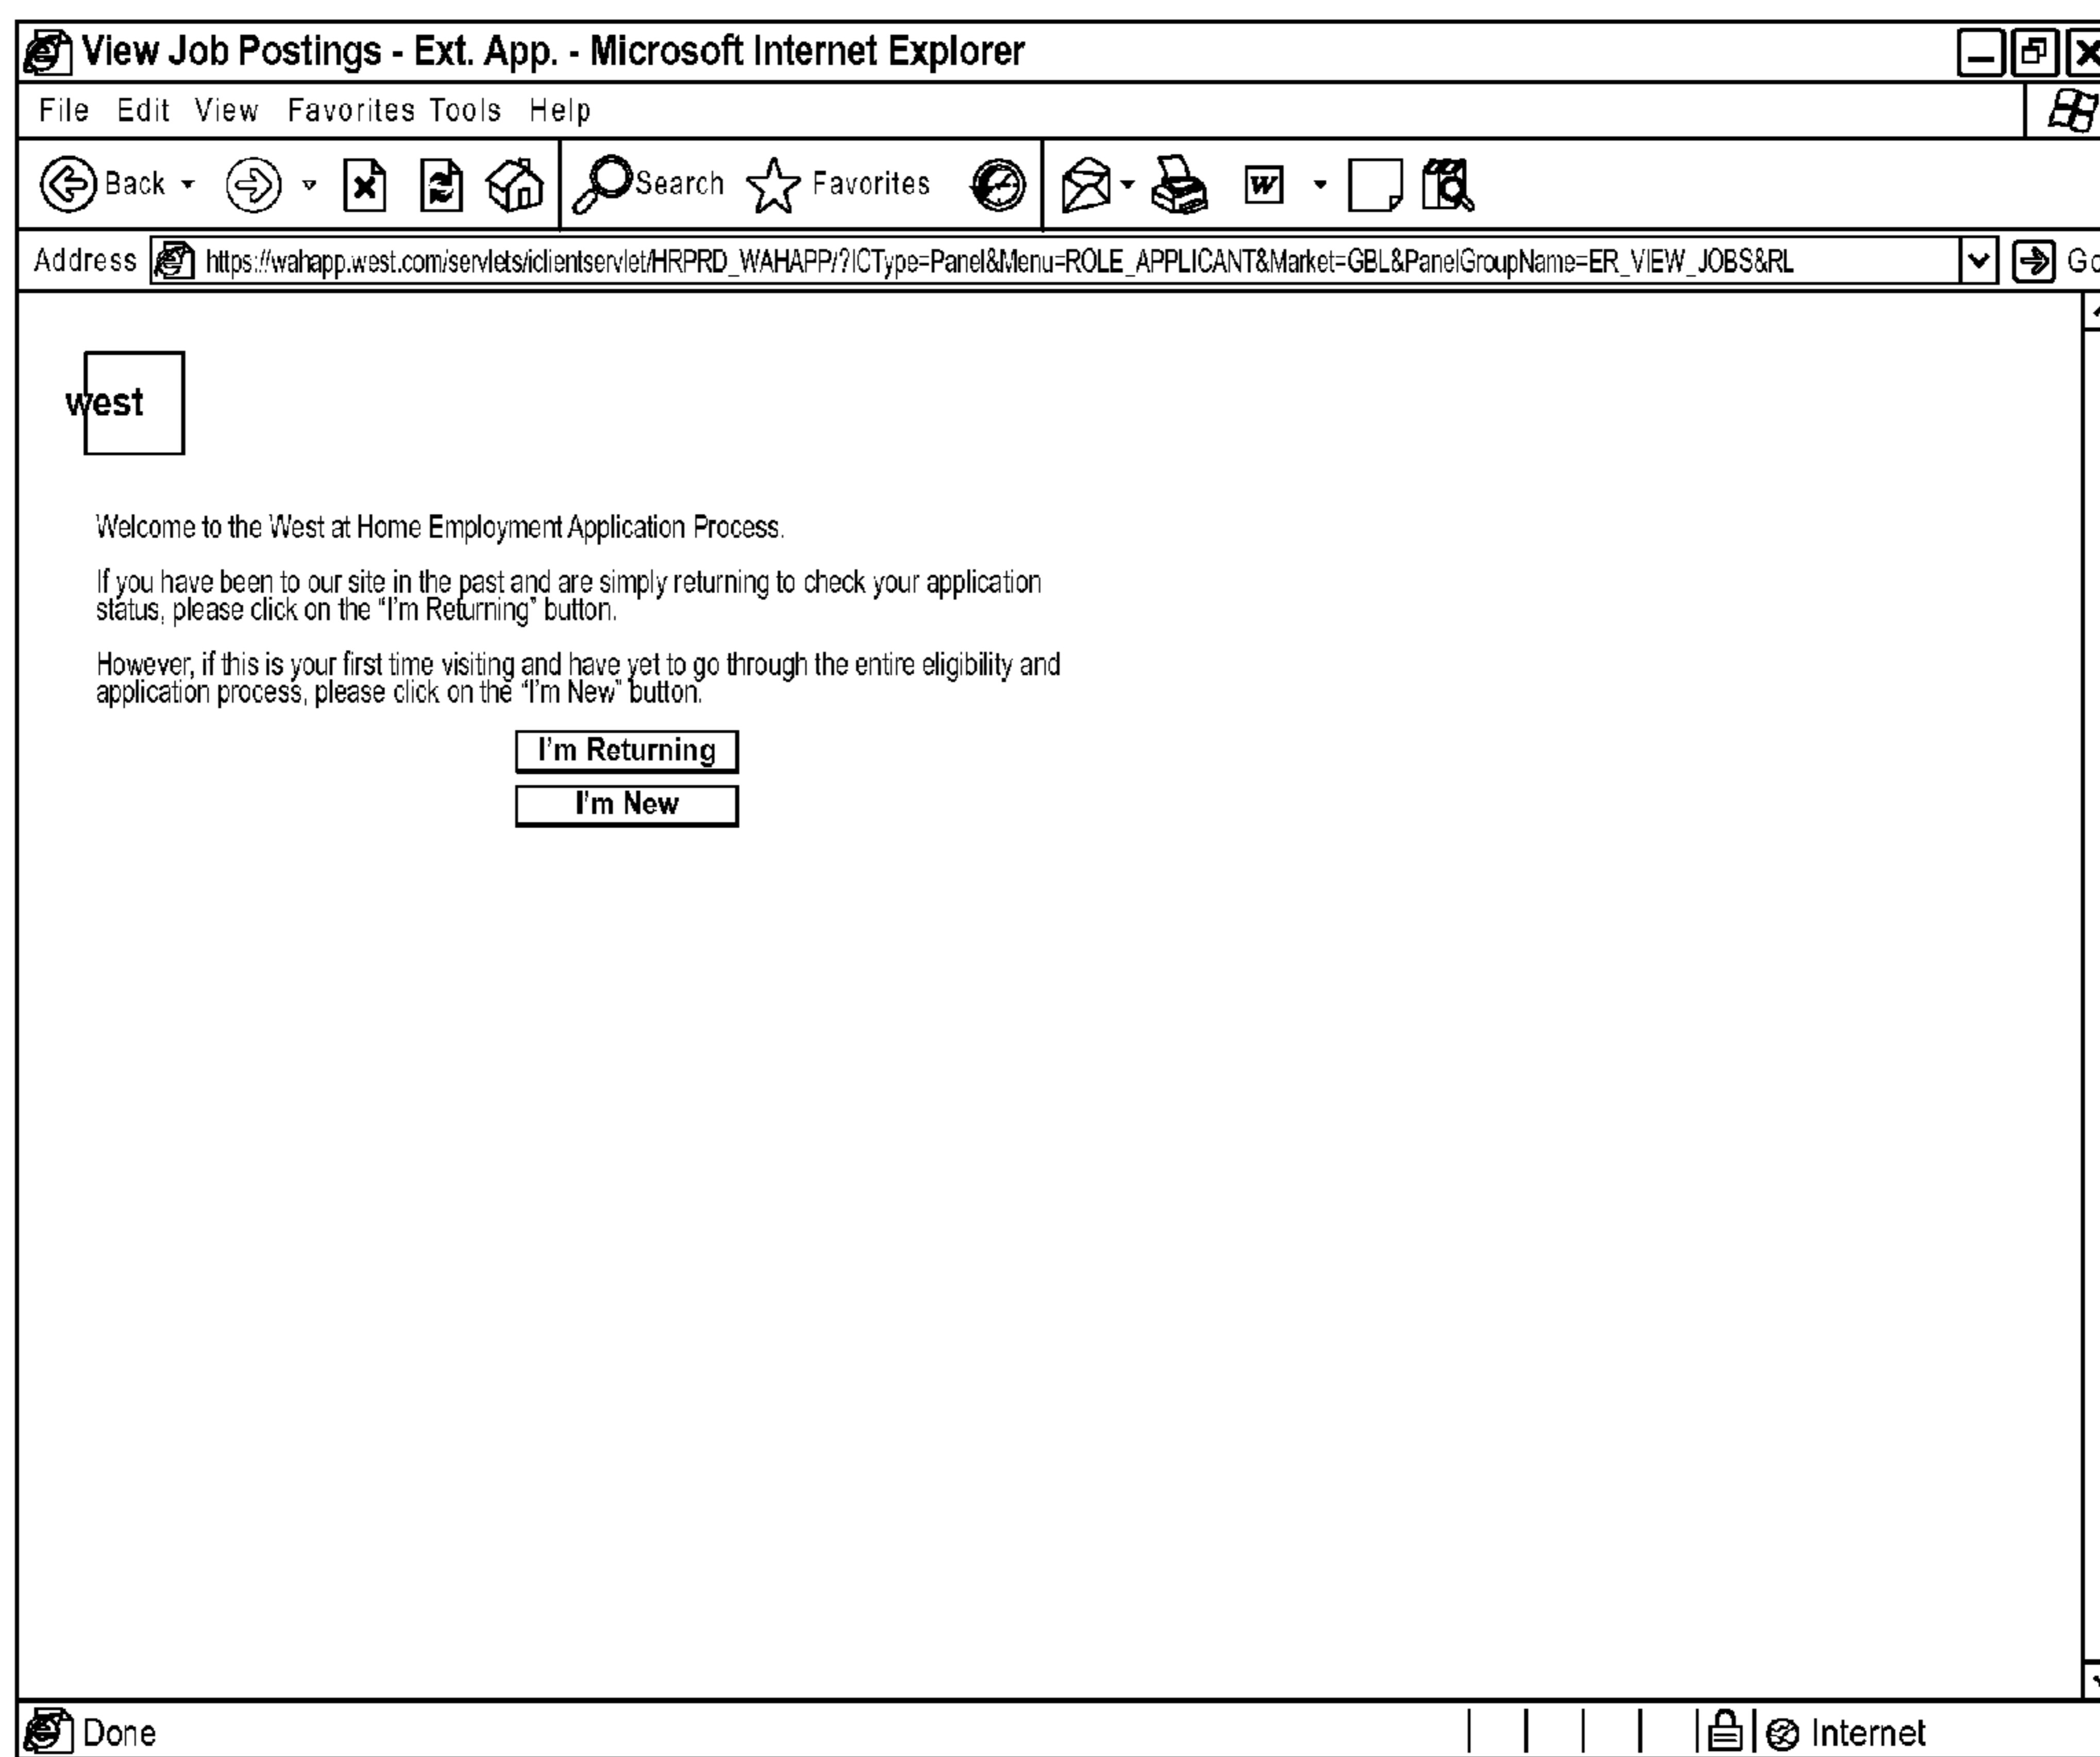 View Job Postings - Ext. App. - Microsoft Internet Explorer
File Edit View Favorites Tools Help
Back Search Favorites W
Address https://wahapp.west.com/servlets/iclientservlet/HRPRD_WAHAPP/?ICType=Panel&Menu=ROLE_APPLICANT&Market=GBL&PanelGroupName=ER_VIEW_JOBS&RL Go
west
Welcome to the West at Home Employment Application Process.
If you have been to our site in the past and are simply returning to check your application
status, please click on the “I’m Returning” button.
However, if this is your first time visiting and have yet to go through the entire eligibility and
application process, please click on the “I’m New” button.
I’m Returning
I’m New
Done Internet